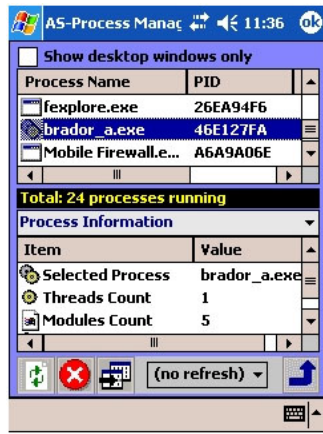 AS-Process Manaç 11:36 ok
Show desktop windows only
Process Name PID
fexplore.exe 26EA94F6
brador_a.exe 46E127FA
Mobile Firewall.e... A6A9A06E
Total: 24 processes running
Process Information
Item Value
Selected Process brador_a.exe
Threads Count 1
Modules Count 5
(no refresh)